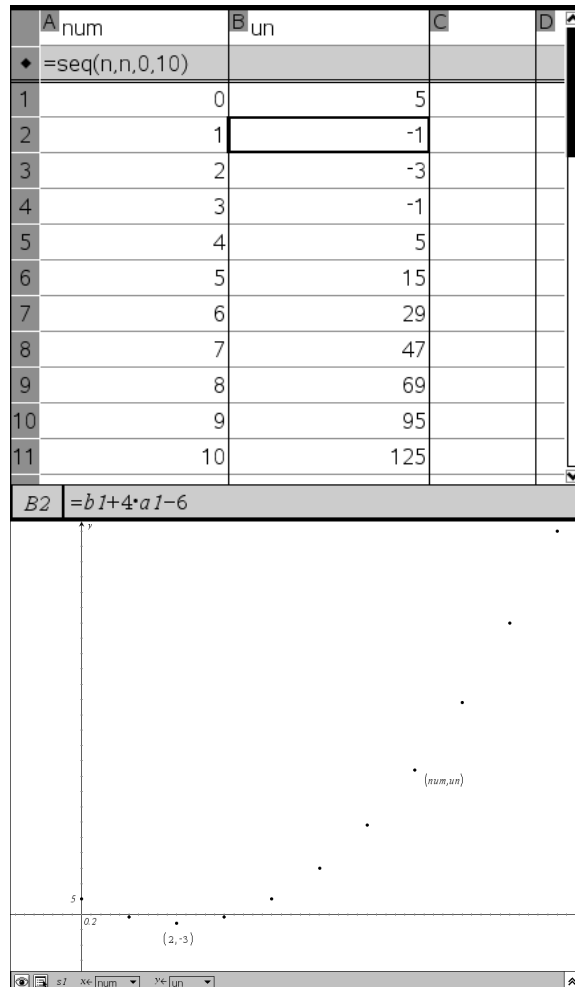 A num B un C D
◆ =seq(n,n,0,10)
1 0 5
2 1 -1
3 2 -3
4 3 -1
5 4 5
6 5 15
7 6 29
8 7 47
9 8 69
10 9 95
11 10 125
B2 =b1+4·a1−6
y
(num,un)
5
0.2
(2,-3)
s1 x← num ▼ y← un ▼